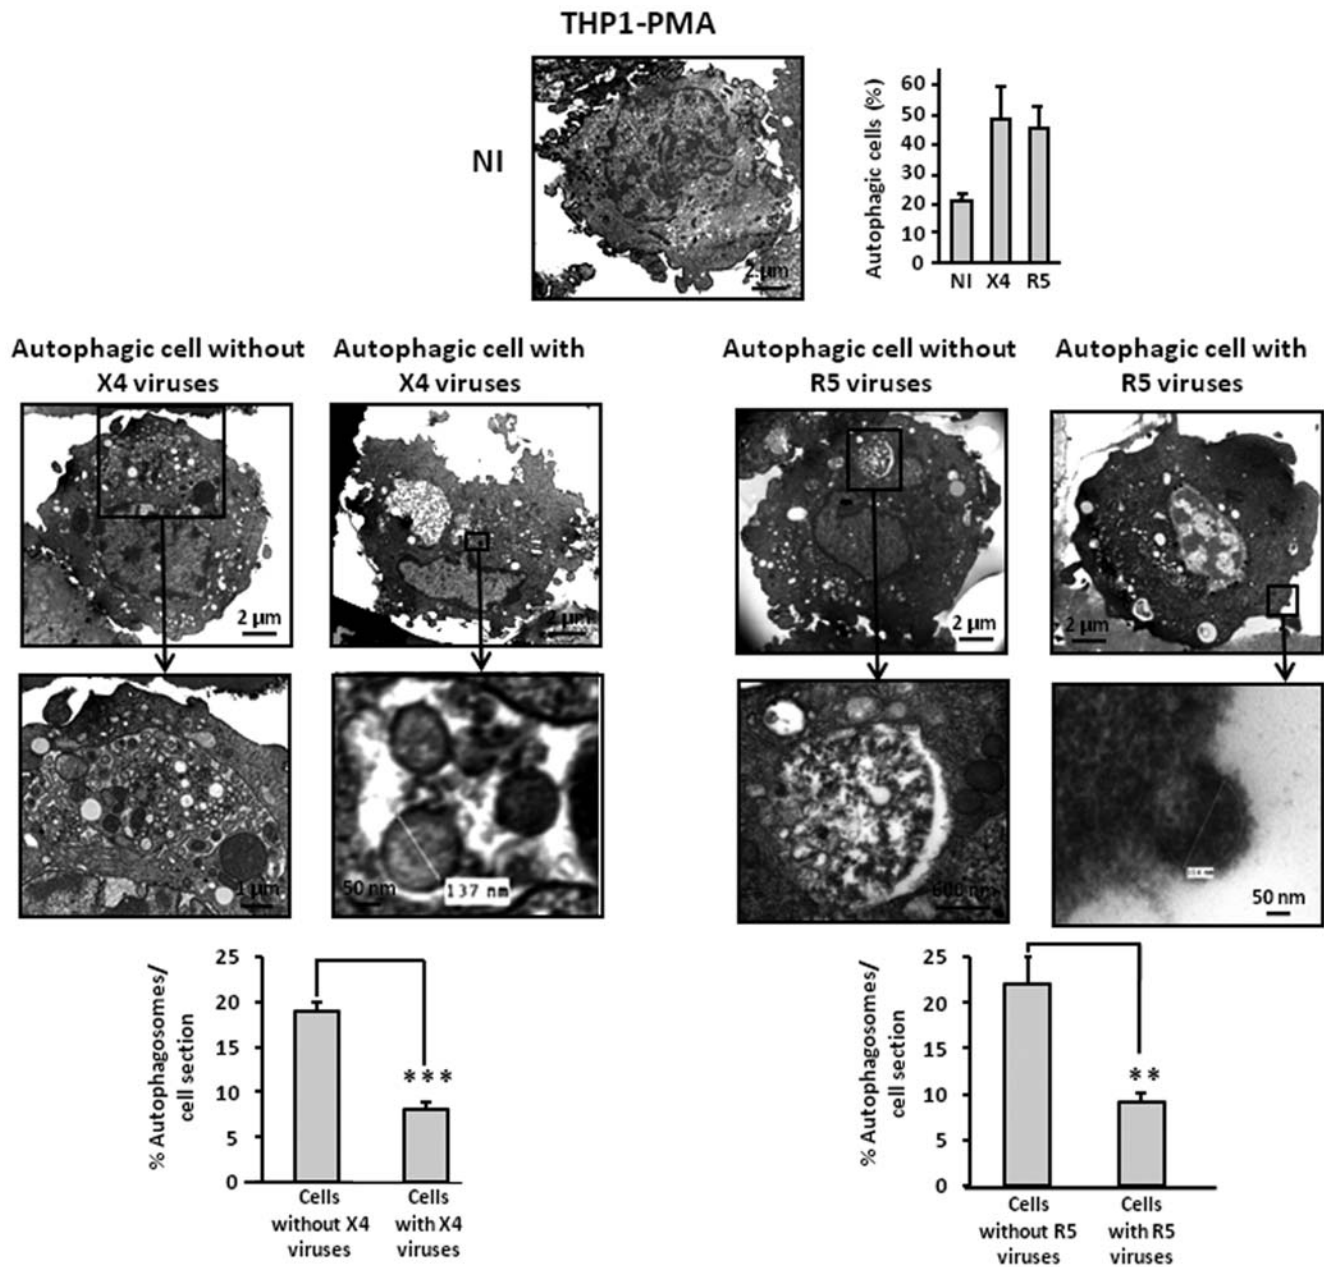 THP1-PMA
NI
2 µm
Autophagic cells (%)
60
50
40
30
20
10
0
NI X4 R5
Autophagic cell without
X4 viruses
Autophagic cell with
X4 viruses
Autophagic cell without
R5 viruses
Autophagic cell with
R5 viruses
2 µm
2 µm
2 µm
2 µm
1 µm
50 nm
137 nm
600 nm
50 nm
% Autophagosomes/
cell section
25
20
15
10
5
0
***
Cells
without X4
viruses
Cells
with X4
viruses
% Autophagosomes/
cell section
25
20
15
10
5
0
**
Cells
without R5
viruses
Cells
with R5
viruses